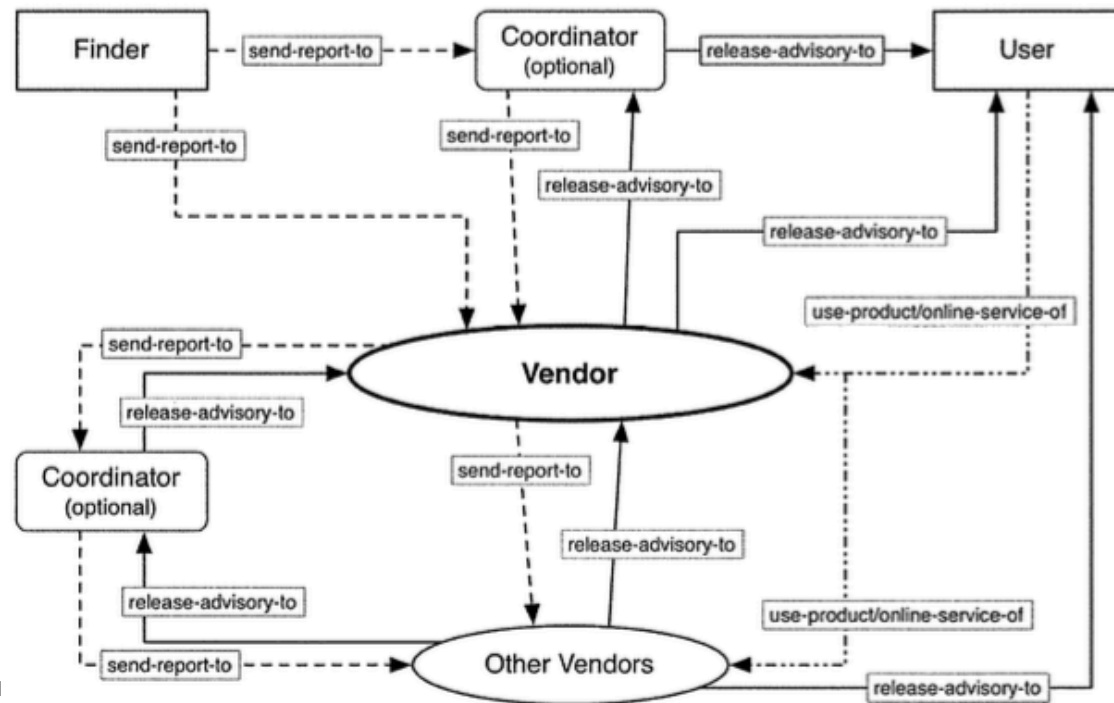 Finder
send-report-to
Coordinator
(optional)
release-advisory-to
User
send-report-to
send-report-to
release-advisory-to
release-advisory-to
use-product/online-service-of
send-report-to
Vendor
release-advisory-to
Coordinator
(optional)
send-report-to
release-advisory-to
release-advisory-to
use-product/online-service-of
send-report-to
Other Vendors
release-advisory-to